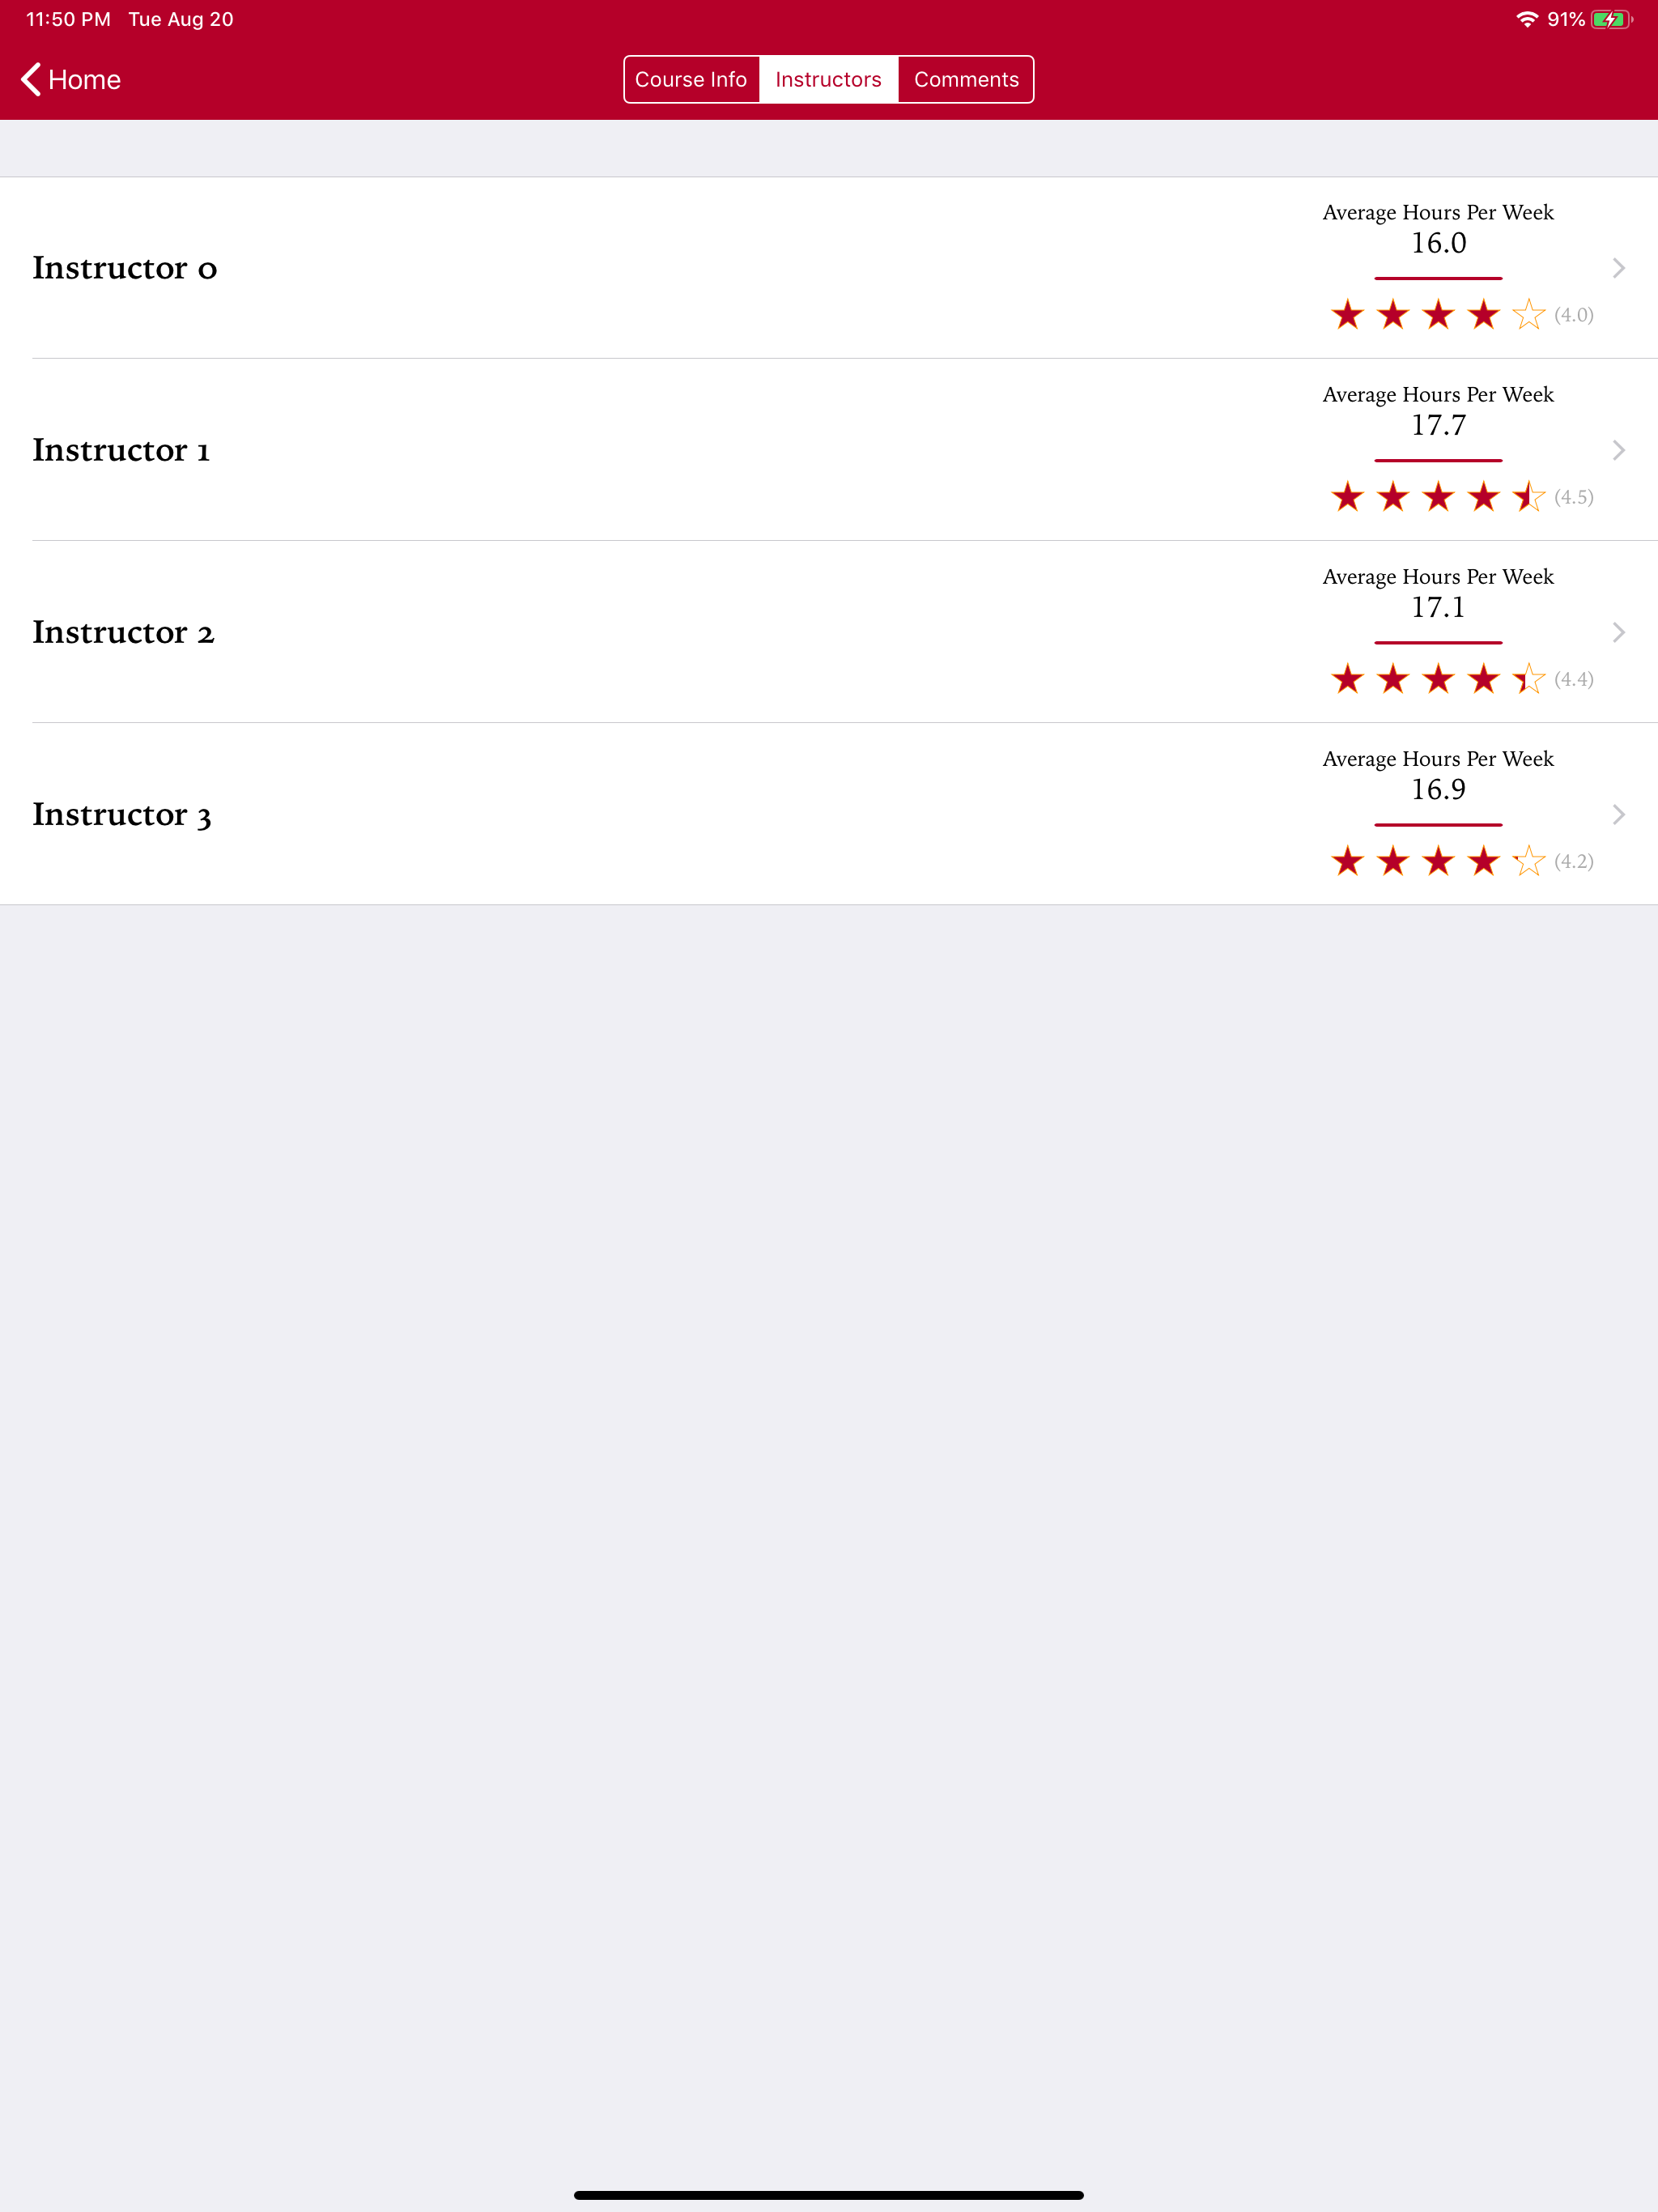 11:50 PM Tue Aug 20 91%
Home Course Info Instructors Comments
Average Hours Per Week
16.0
Instructor 0
(4.0)
Average Hours Per Week
17.7
Instructor 1
(4.5)
Average Hours Per Week
17.1
Instructor 2
(4.4)
Average Hours Per Week
16.9
Instructor 3
(4.2)